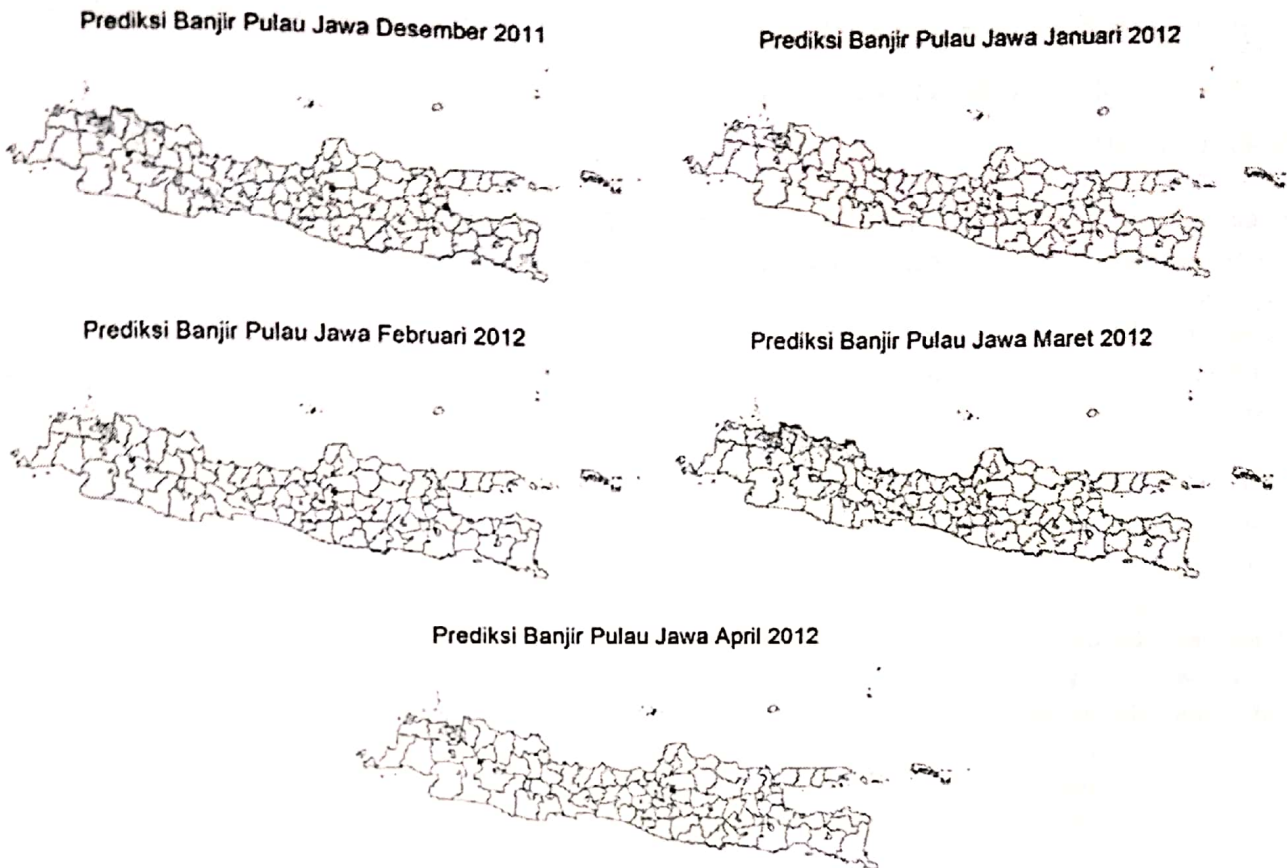 Prediksi Banjir Pulau Jawa Desember 2011
Prediksi Banjir Pulau Jawa Januari 2012
Prediksi Banjir Pulau Jawa Februari 2012
Prediksi Banjir Pulau Jawa Maret 2012
Prediksi Banjir Pulau Jawa April 2012